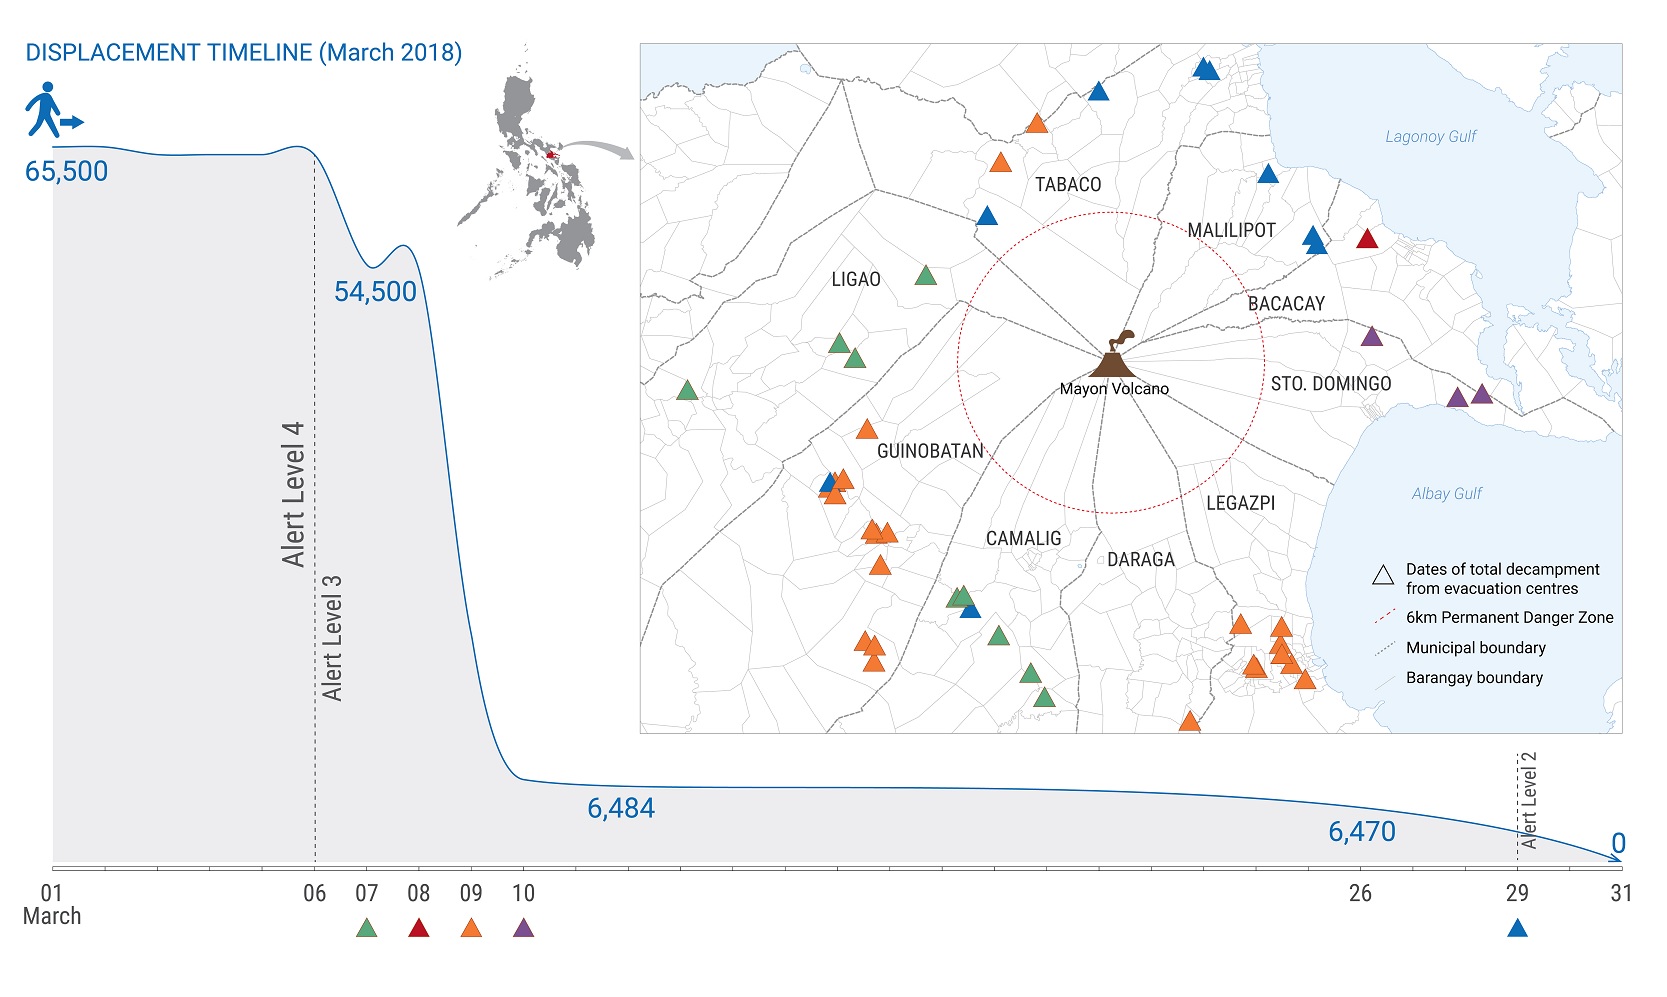 DISPLACEMENT TIMELINE (March 2018)
65,500
54,500
Alert Level 4
Alert Level 3
6,484
6,470
Alert Level 2
0
Lagonoy Gulf
TABACO
MALILIPOT
LIGAO
BACACAY
Mayon Volcano
STO. DOMINGO
GUINOBATAN
Albay Gulf
LEGAZPI
CAMALIG
DARAGA
Dates of total decampment
from evacuation centres
6km Permanent Danger Zone
Municipal boundary
Barangay boundary
01 06 07 08 09 10 26 29 31
March